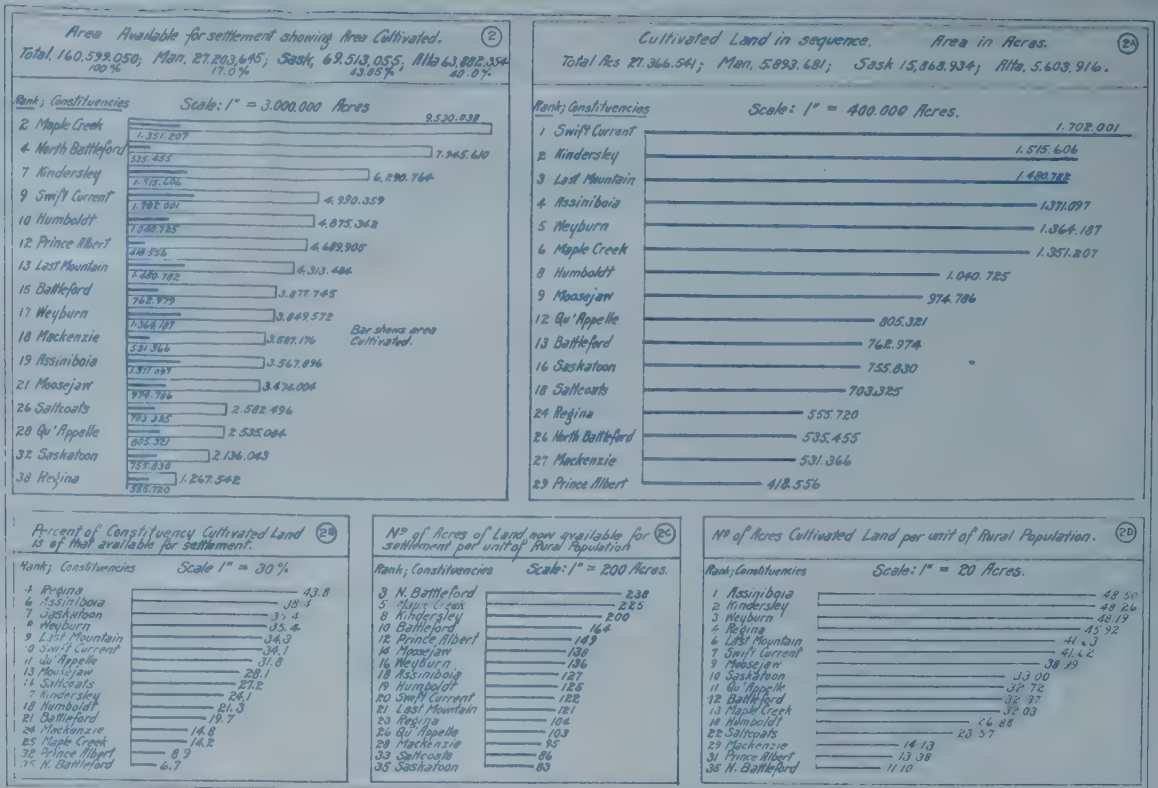 Area Available for settlement showing Area Cultivated. 2
Total, 160,599,050; Man, 27,203,645; Sask, 69,513,055; Alta 63,882,354
100% 17.0% 43.05% 40.0%
Rank; Constituencies Scale: 1" = 3.000.000 Acres
2 Maple Creek 9.530.038
1.351.207
4 North Battleford 7.945.610
535.455
7 Kindersley 6,290.764
1.515.606
9 Swift Current 4,990.359
1.702.001
10 Humboldt 4,875.342
1.040.725
12 Prince Albert 4,689,905
418.556
13 Last Mountain 4,313.484
1.480.782
15 Battleford 3.877.745
762.979
17 Weyburn 3.849.572
1.364.187
18 Mackenzie 3.587.176
531.366
Bar shows area
Cultivated.
19 Assiniboia 3.567.896
1.371.097
21 Moosejaw 3.476.004
974.786
26 Saltcoats 2.582.496
703.325
28 Qu'Appelle 2.535.084
805.321
32 Saskatoon 2.136.043
755.830
38 Regina 1.267.542
555.720
Cultivated Land in sequence. Area in Acres. 2A
Total Acs 27.366.541; Man, 5.893.681; Sask 15,868.934; Alta, 5.603,916.
Rank; Constituencies Scale: 1" = 400.000 Acres.
1 Swift Current 1.702.001
2 Kindersley 1.515.606
3 Last Mountain 1.480.782
4 Assiniboia 1371.097
5 Weyburn 1.364.187
6 Maple Creek 1.351.207
8 Humboldt 1.040.725
9 Moosejaw 974.786
12 Qu'Appelle 805.321
13 Battleford 762.974
16 Saskatoon 755.830
18 Saltcoats 703.325
24 Regina 555.720
26 North Battleford 535.455
27 Mackenzie 531.366
29 Prince Albert 418.556
Percent of Constituency Cultivated Land 2B
is of that available for settlement.
Rank; Constituencies Scale 1" = 30%
Regina 43.8
6 Assiniboia
7 Saskatoon
8 Weyburn 35.4
9 Last Mountain 34.3
10 Swift Current 34.1
11 Qu'Appelle 31.8
13 Moosejaw 28.1
14 Saltcoats 27.2
Kindersley 24.1
18 Humboldt 21.3
21 Battleford 19.7
24 Mackenzie 14.8
25 Maple Creek 14.2
32 Prince Albert 8.9
35 N. Battleford 6.7
Nº of Acres of Land now available for 2C
settlement per unit of Rural Population
Rank; Constituencies Scale: 1" = 200 Acres.
3 N. Battleford 238
5 Maple Creek 225
8 Kindersley 200
10 Battleford 164
12 Prince Albert 149
14 Moosejaw 138
16 Weyburn 136
18 Assiniboia 127
19 Humboldt 126
20 Swift Current 122
21 Last Mountain 121
23 Regina 104
26 Qu'Appelle 103
28 Mackenzie 95
33 Saltcoats 86
35 Saskatoon 83
Nº of Acres Cultivated Land per unit of Rural Population. 2D
Rank; Constituencies Scale: 1" = 20 Acres.
1 Assiniboia 48.50
2 Kindersley 48.26
3 Weyburn 48.19
4 Regina 45.92
6 Last Mountain
7 Swift Current 41.62
9 Moosejaw 38.39
10 Saskatoon 33.00
11 Qu'Appelle 32.72
12 Battleford
13 Maple Creek 32.03
18 Humboldt 26.88
22 Saltcoats 23.57
29 Mackenzie 14.13
31 Prince Albert 13.38
36 N. Battleford 11.10